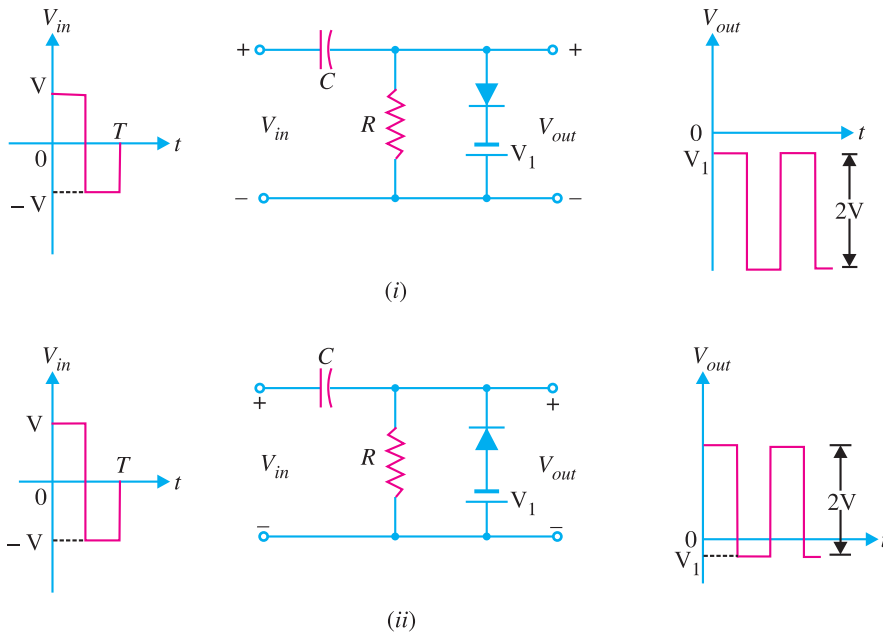 V_in
V
T
t
0
– V
+ C +
V_in R V_1 V_out
– –
V_out
0 t
V_1
2V
(i)
V_in
V
T
t
0
– V
C
+ +
V_in R V_1 V_out
– –
V_out
2V
0 t
V_1
(ii)